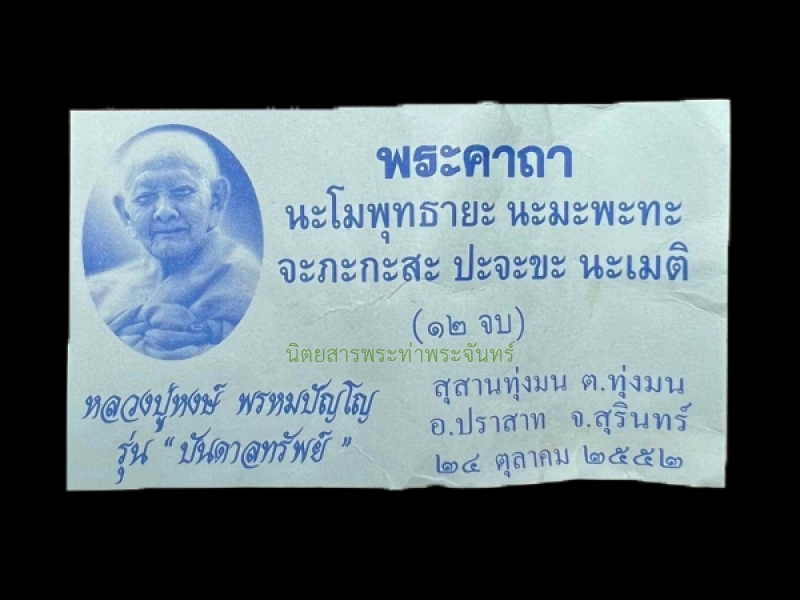 พระคาถา
นะโมพุทธายะ นะมะพะทะ
จะภะกะสะ ปะจะขะ นะเมติ
(๑๒ จบ)
นิตยสารพระท่าพระจันทร์
หลวงปู่หงษ์ พรหมปัญโญ
รุ่น "บันดาลทรัพย์"
สุสานทุ่งมน ต.ทุ่งมน
อ.ปราสาท จ.สุรินทร์
๒๔ ตุลาคม ๒๕๕๒